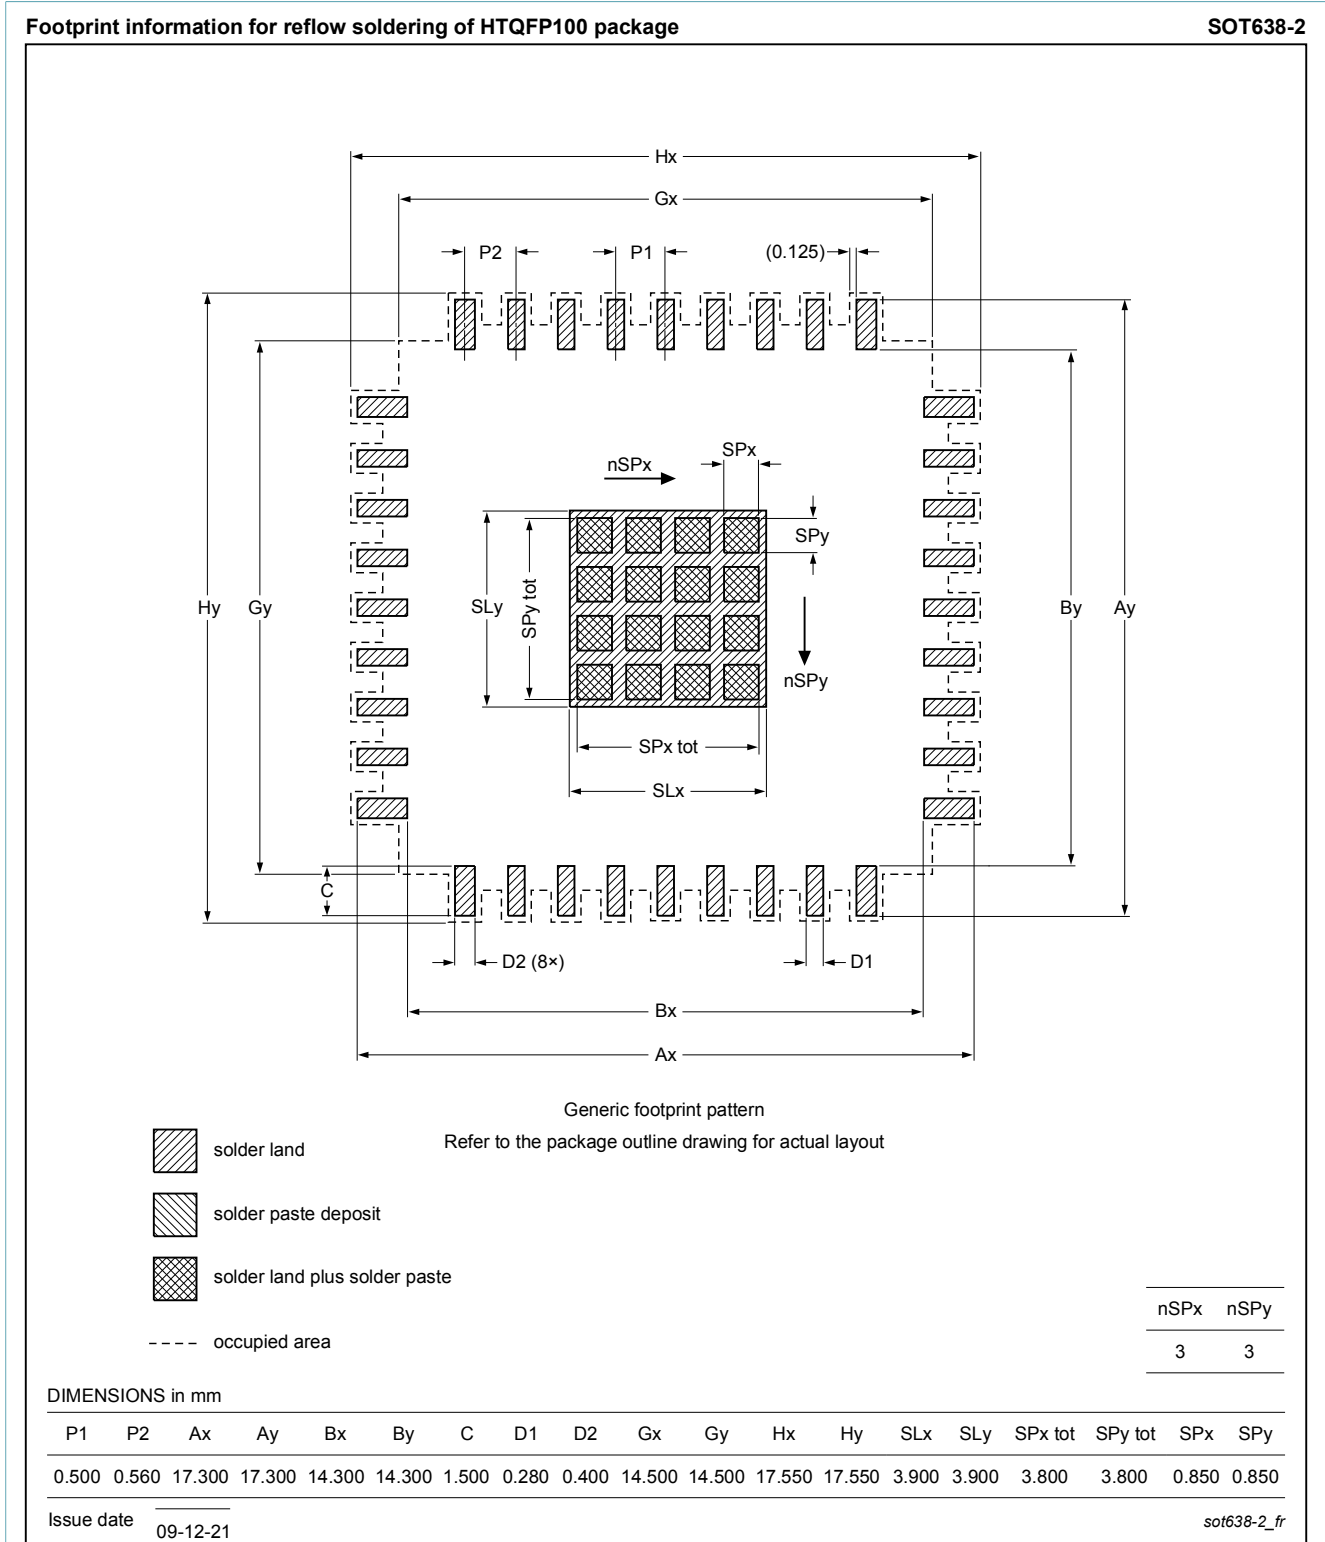 Footprint information for reflow soldering of HTQFP100 package SOT638-2
Hx
Gx
P2 P1 (0.125)
SPx
nSPx
SPy
Hy Gy SLy SPy tot By Ay
nSPy
SPx tot
SLx
C
D2 (8×) D1
Bx
Ax
Generic footprint pattern
Refer to the package outline drawing for actual layout
solder land
solder paste deposit
solder land plus solder paste
occupied area
nSPx nSPy
3 3
DIMENSIONS in mm
P1 P2 Ax Ay Bx By C D1 D2 Gx Gy Hx Hy SLx SLy SPx tot SPy tot SPx SPy
0.500 0.560 17.300 17.300 14.300 14.300 1.500 0.280 0.400 14.500 14.500 17.550 17.550 3.900 3.900 3.800 3.800 0.850 0.850
Issue date 09-12-21 sot638-2_fr